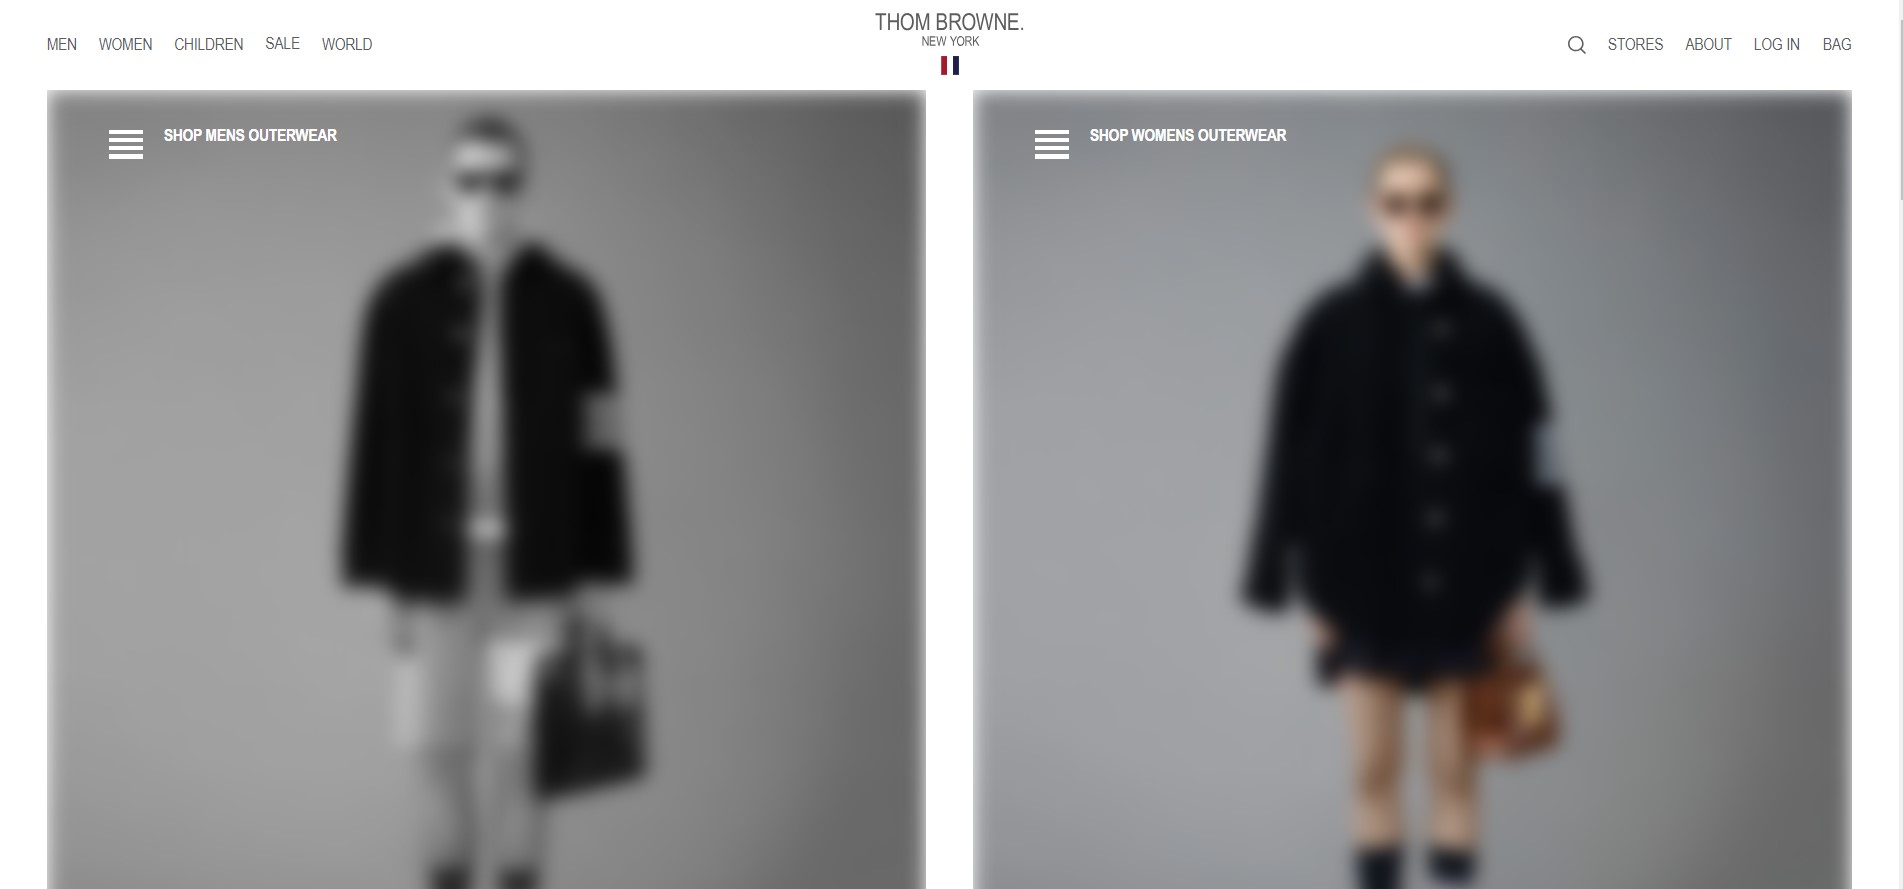 MEN WOMEN CHILDREN SALE WORLD
THOM BROWNE.
NEW YORK
STORES ABOUT LOG IN BAG
SHOP MENS OUTERWEAR
SHOP WOMENS OUTERWEAR